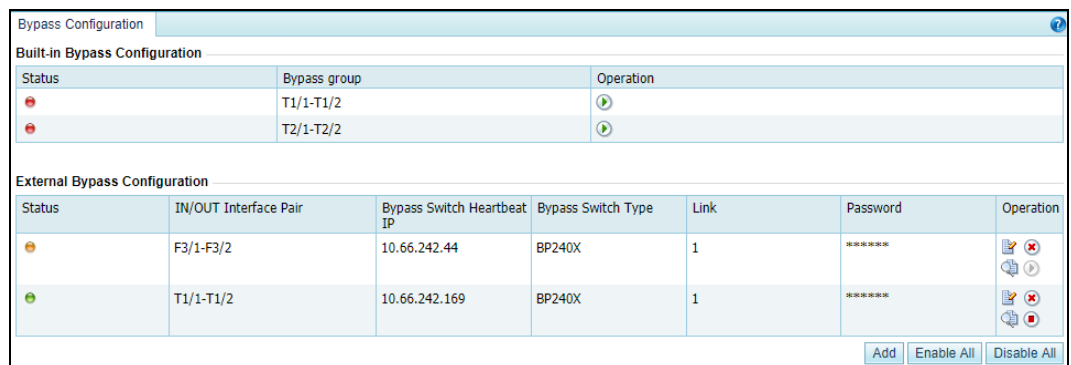 Bypass Configuration
Built-in Bypass Configuration
Status Bypass group Operation
T1/1-T1/2
T2/1-T2/2
External Bypass Configuration
Status IN/OUT Interface Pair Bypass Switch Heartbeat IP Bypass Switch Type Link Password Operation
F3/1-F3/2 10.66.242.44 BP240X 1 ******
T1/1-T1/2 10.66.242.169 BP240X 1 ******
Add Enable All Disable All